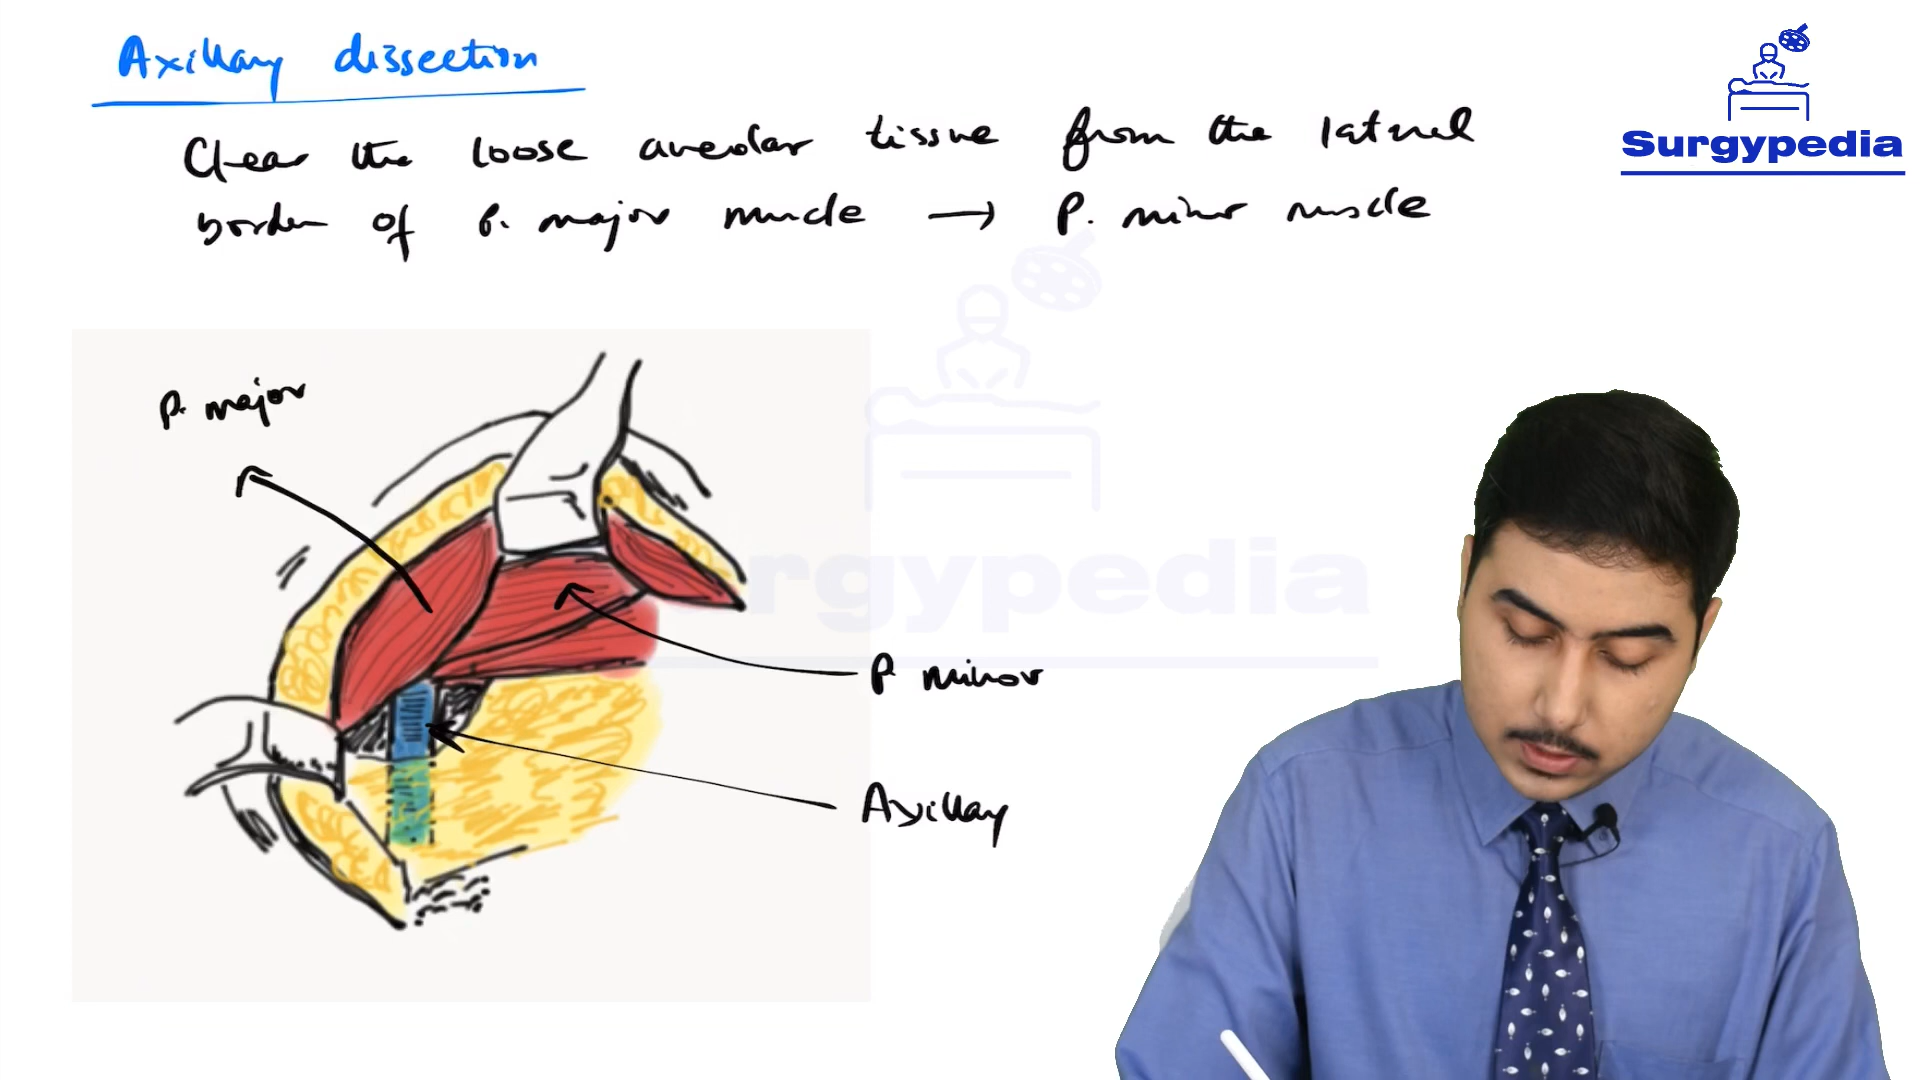 Axillary dissection
Surgypedia
Clear the loose areolar tissue from the lateral
border of P. major muscle → P. minor muscle
P. major
Surgypedia
P minor
Axillary